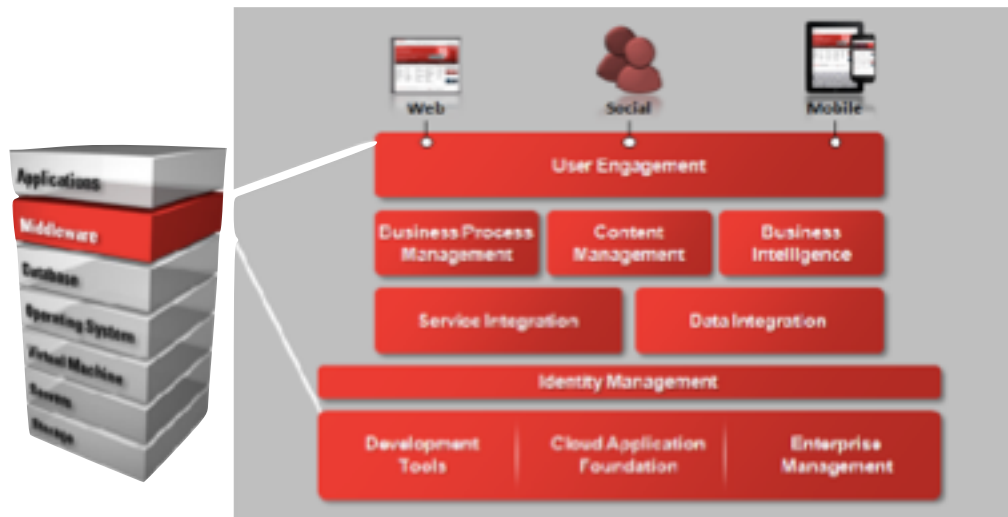 Web
Social
Mobile
Applications
Middleware
Database
Operating System
Virtual Machine
Servers
Storage
User Engagement
Business Process
Management
Content
Management
Business
Intelligence
Service Integration
Data Integration
Identity Management
Development
Tools
Cloud Application
Foundation
Enterprise
Management